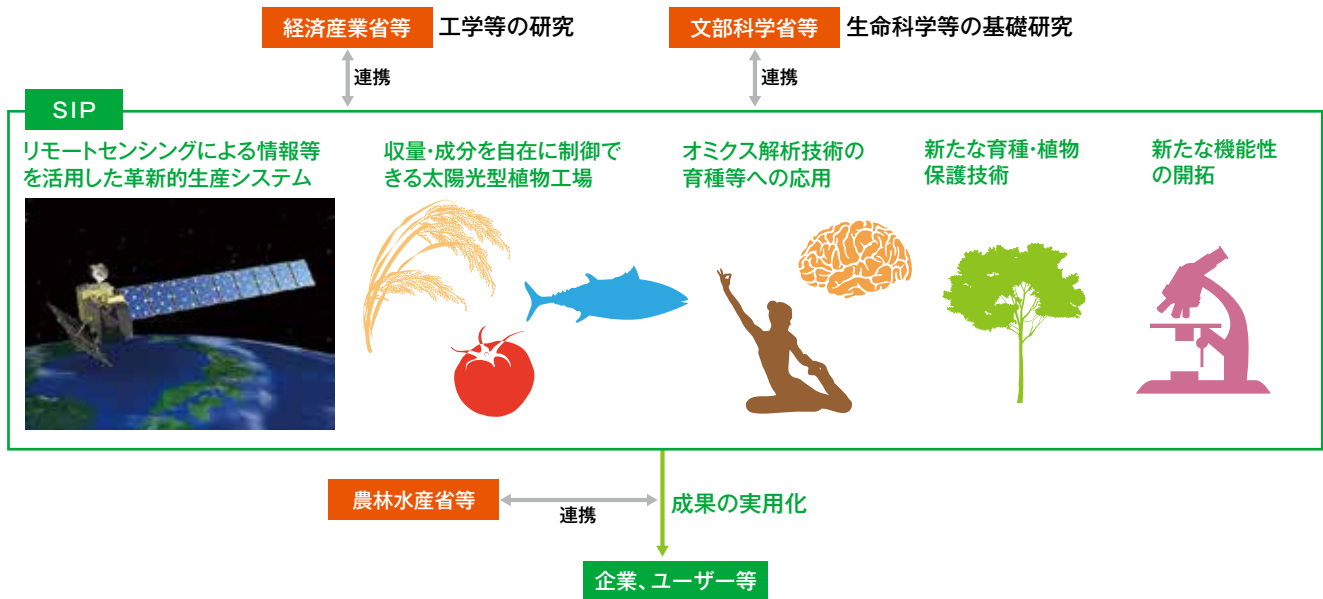 経済産業省等 工学等の研究
文部科学省等 生命科学等の基礎研究
連携
連携
SIP
リモートセンシングによる情報等
を活用した革新的生産システム
収量・成分を自在に制御で
きる太陽光型植物工場
オミクス解析技術の
育種等への応用
新たな育種・植物
保護技術
新たな機能性
の開拓
農林水産省等
連携
成果の実用化
企業、ユーザー等